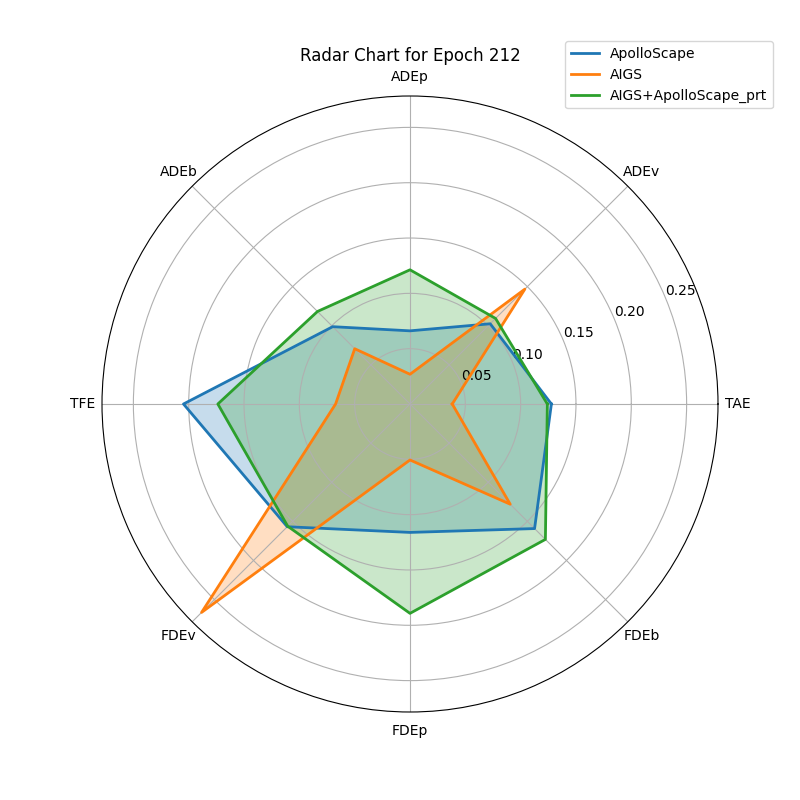 Radar Chart for Epoch 212
ApolloScape
AIGS
AIGS+ApolloScape_prt
ADEp
ADEb
ADEv
0.25
0.20
0.15
0.10
0.05
TFE
TAE
FDEv
FDEb
FDEp